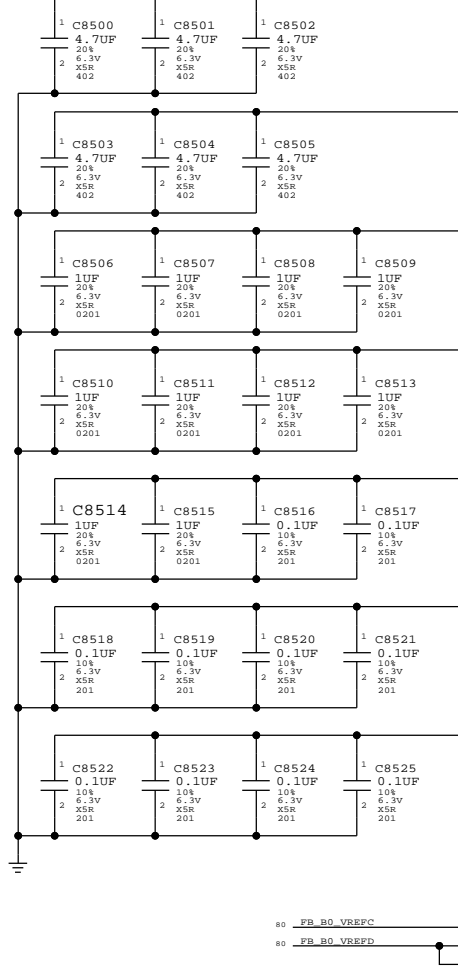 1 C8500 1 C8501 1 C8502
4.7UF 4.7UF 4.7UF
20% 20% 20%
2 6.3V 2 6.3V 2 6.3V
X5R X5R X5R
402 402 402
1 C8503 1 C8504 1 C8505
4.7UF 4.7UF 4.7UF
20% 20% 20%
2 6.3V 2 6.3V 2 6.3V
X5R X5R X5R
402 402 402
1 C8506 1 C8507 1 C8508 1 C8509
1UF 1UF 1UF 1UF
20% 20% 20% 20%
2 6.3V 2 6.3V 2 6.3V 2 6.3V
X5R X5R X5R X5R
0201 0201 0201 0201
1 C8510 1 C8511 1 C8512 1 C8513
1UF 1UF 1UF 1UF
20% 20% 20% 20%
2 6.3V 2 6.3V 2 6.3V 2 6.3V
X5R X5R X5R X5R
0201 0201 0201 0201
1 C8514 1 C8515 1 C8516 1 C8517
1UF 1UF 0.1UF 0.1UF
20% 20% 10% 10%
2 6.3V 2 6.3V 2 6.3V 2 6.3V
X5R X5R X5R X5R
0201 0201 201 201
1 C8518 1 C8519 1 C8520 1 C8521
0.1UF 0.1UF 0.1UF 0.1UF
10% 10% 10% 10%
2 6.3V 2 6.3V 2 6.3V 2 6.3V
X5R X5R X5R X5R
201 201 201 201
1 C8522 1 C8523 1 C8524 1 C8525
0.1UF 0.1UF 0.1UF 0.1UF
10% 10% 10% 10%
2 6.3V 2 6.3V 2 6.3V 2 6.3V
X5R X5R X5R X5R
201 201 201 201
80 FB_B0_VREFC
80 FB_B0_VREFD